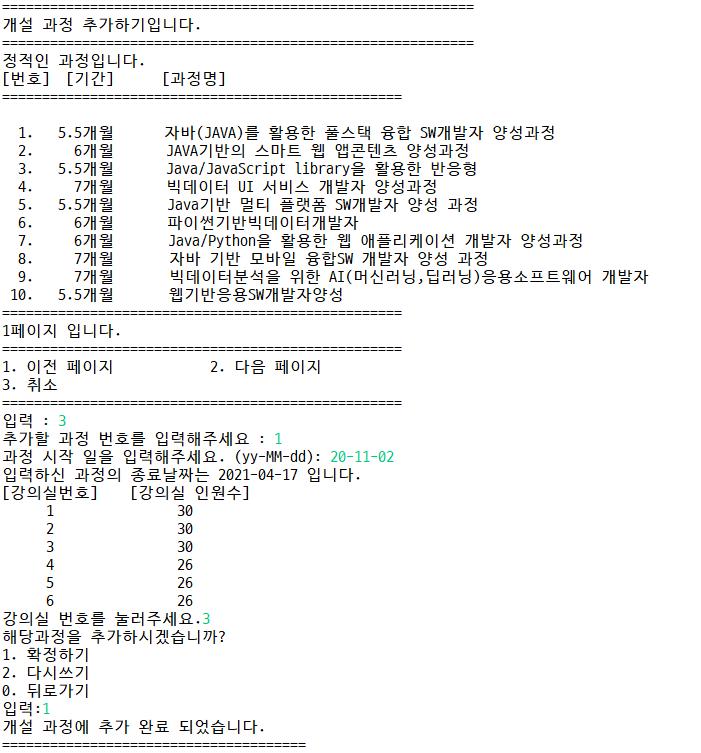 ===========================================================
개설 과정 추가하기입니다.
===========================================================
정적인 과정입니다.
[번호]  [기간]      [과정명]
==================================================
1.   5.5개월      자바(JAVA)를 활용한 풀스택 융합 SW개발자 양성과정
2.     6개월      JAVA기반의 스마트 웹 앱콘텐츠 양성과정
3.   5.5개월      Java/JavaScript library을 활용한 반응형
4.     7개월      빅데이터 UI 서비스 개발자 양성과정
5.   5.5개월      Java기반 멀티 플랫폼 SW개발자 양성 과정
6.     6개월      파이썬기반빅데이터개발자
7.     6개월      Java/Python을 활용한 웹 애플리케이션 개발자 양성과정
8.     7개월      자바 기반 모바일 융합SW 개발자 양성 과정
9.     7개월      빅데이터분석을 위한 AI(머신러닝,딥러닝)응용소프트웨어 개발자
10.   5.5개월      웹기반응용SW개발자양성
==================================================
1페이지 입니다.
==================================================
1. 이전 페이지            2. 다음 페이지
3. 취소
==================================================
입력 : 3
추가할 과정 번호를 입력해주세요 : 1
과정 시작 일을 입력해주세요. (yy-MM-dd): 20-11-02
입력하신 과정의 종료날짜는 2021-04-17 입니다.
[강의실번호]    [강의실 인원수]
1               30
2               30
3               30
4               26
5               26
6               26
강의실 번호를 눌러주세요.3
해당과정을 추가하시겠습니까?
1. 확정하기
2. 다시쓰기
0. 뒤로가기
입력:1
개설 과정에 추가 완료 되었습니다.
======================================